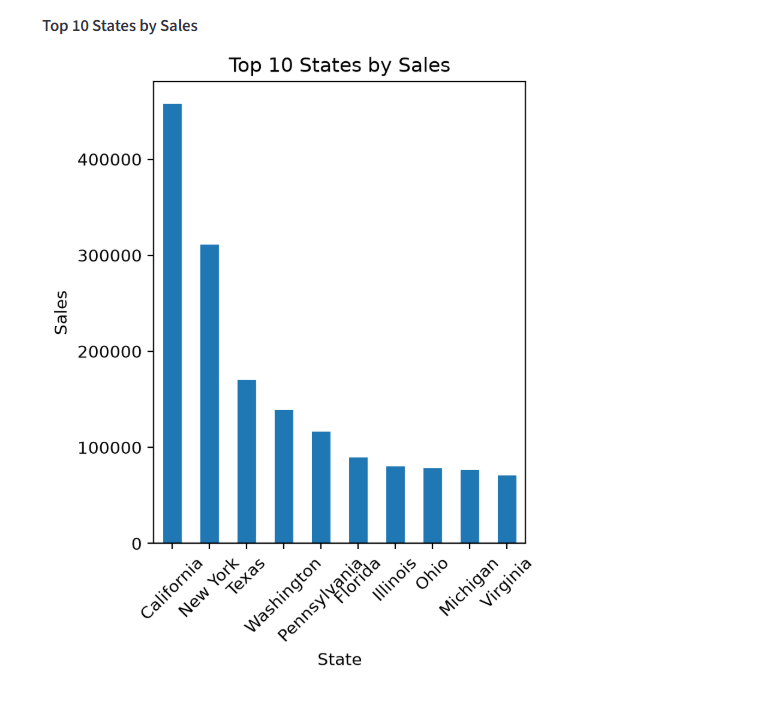 Top 10 States by Sales
Top 10 States by Sales
400000
300000
200000
100000
0
Sales
California
New York
Texas
Washington
Pennsylvania
Florida
Illinois
Ohio
Michigan
Virginia
State